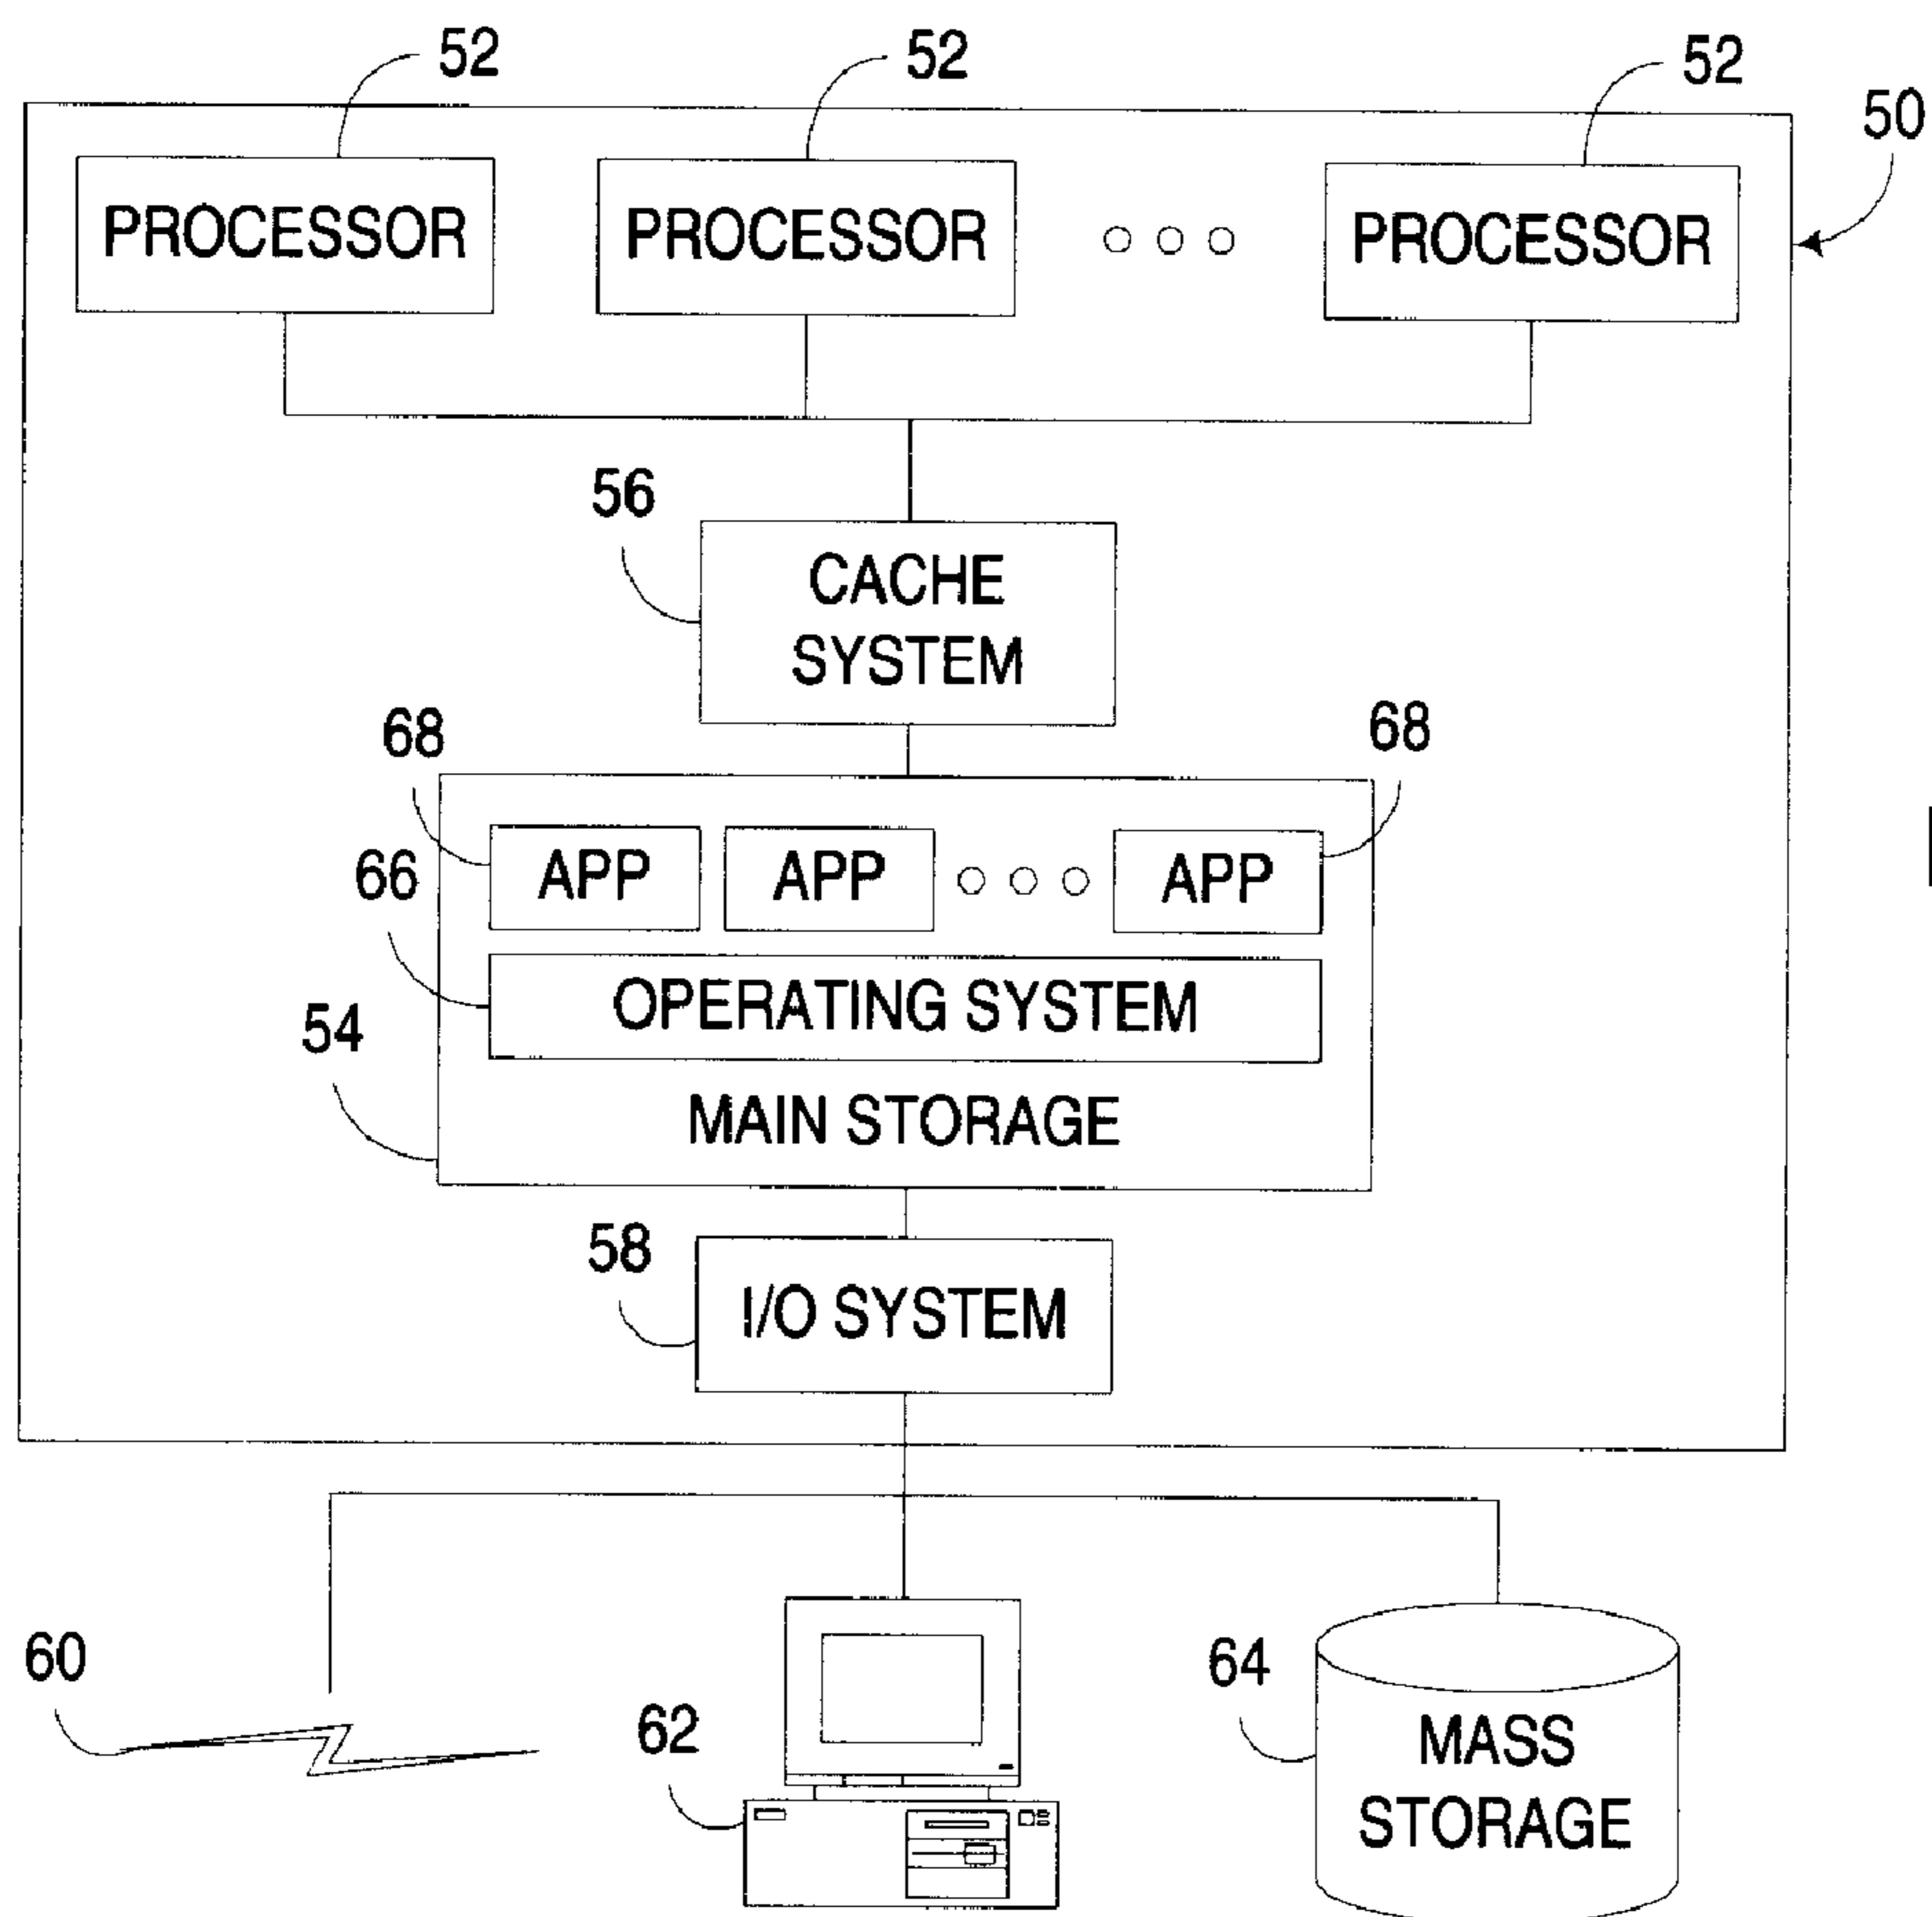 52
52
52
50
PROCESSOR
PROCESSOR
PROCESSOR
56
CACHE
SYSTEM
68
68
APP
APP
APP
66
OPERATING SYSTEM
54
MAIN STORAGE
58
I/O SYSTEM
60
62
64
MASS
STORAGE